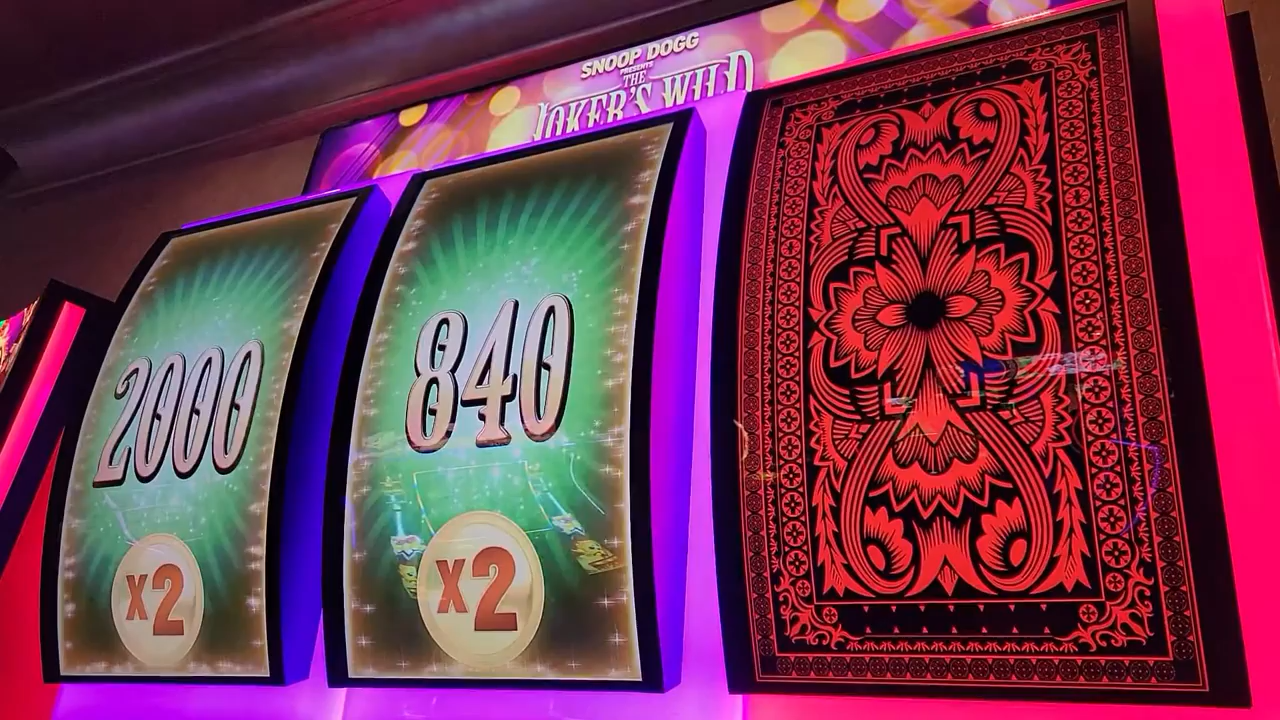 SNOOP DOGG
PRESENTS
THE
JOKER'S WILD
2000
840
x2
x2